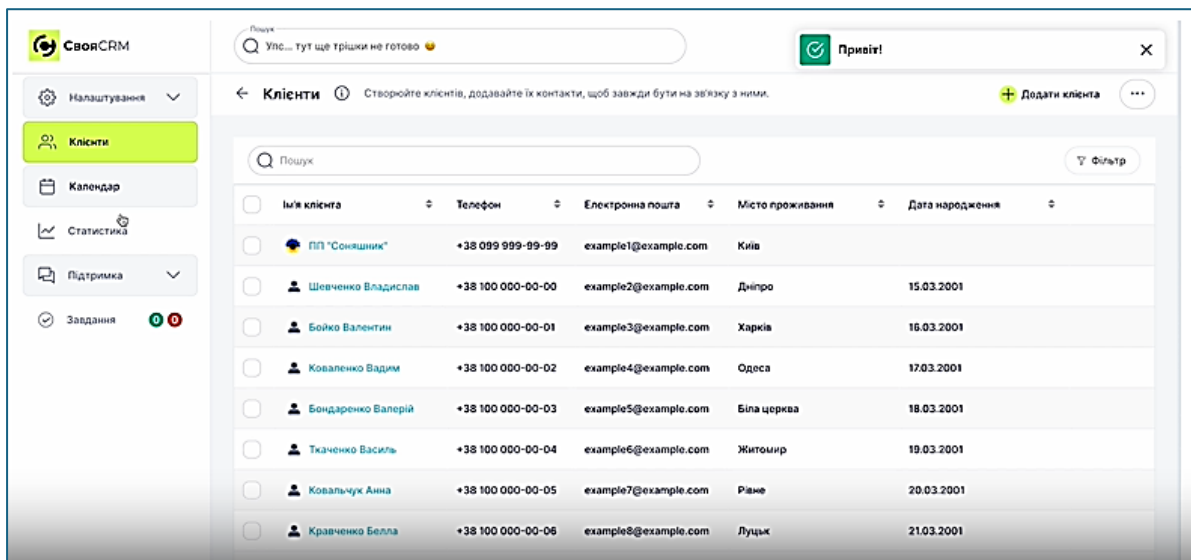 СвояCRM
Пошук
Упс... тут ще трішки не готово 😅
Привіт!
Налаштування
Клієнти
Календар
Статистика
Підтримка
Завдання 0 0
Клієнти Створюйте клієнтів, додавайте їх контакти, щоб завжди бути на зв'язку з ними.
Додати клієнта
Пошук
Фільтр
Ім'я клієнта Телефон Електронна пошта Місто проживання Дата народження
ПП "Соняшник" +38 099 999-99-99 example1@example.com Київ
Шевченко Владислав +38 100 000-00-00 example2@example.com Дніпро 15.03.2001
Бойко Валентин +38 100 000-00-01 example3@example.com Харків 16.03.2001
Коваленко Вадим +38 100 000-00-02 example4@example.com Одеса 17.03.2001
Бондаренко Валерій +38 100 000-00-03 example5@example.com Біла церква 18.03.2001
Ткаченко Василь +38 100 000-00-04 example6@example.com Житомир 19.03.2001
Ковальчук Анна +38 100 000-00-05 example7@example.com Рівне 20.03.2001
Кравченко Белла +38 100 000-00-06 example8@example.com Луцьк 21.03.2001